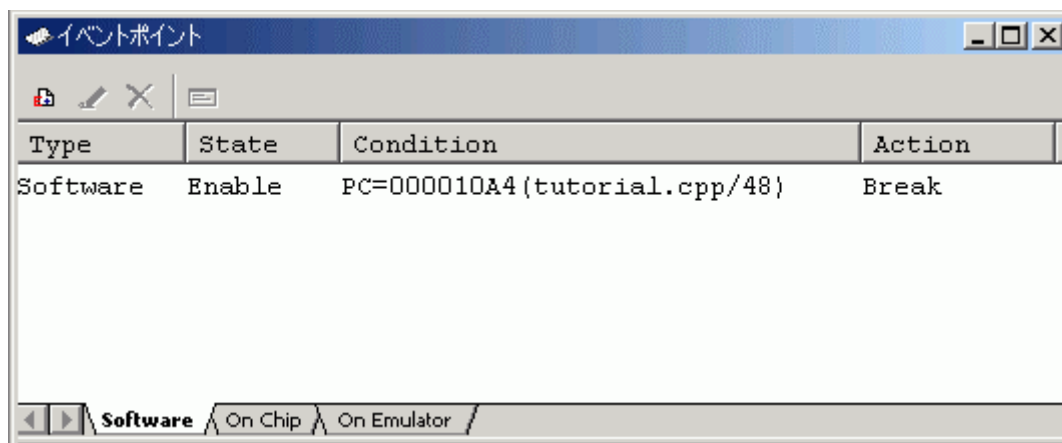 イベントポイント
Type State Condition Action
Software Enable PC=000010A4(tutorial.cpp/48) Break
Software On Chip On Emulator